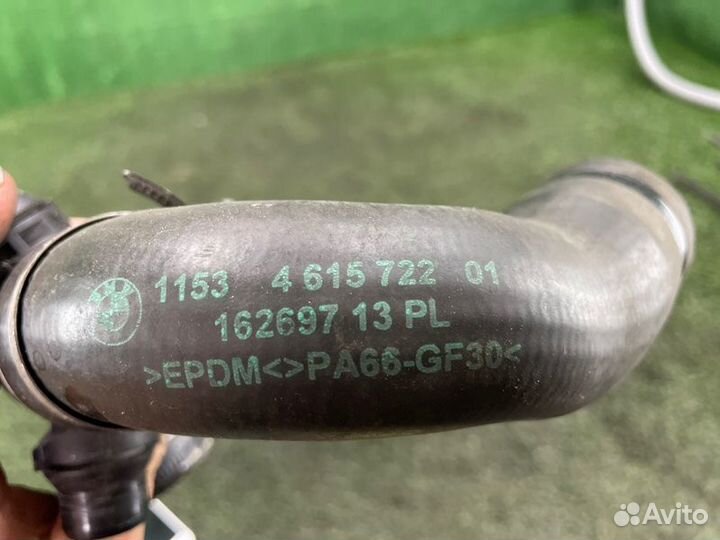 1153 4 615 722 01
162697 13 PL
>EPDM<>PA66-GF30<
Avito